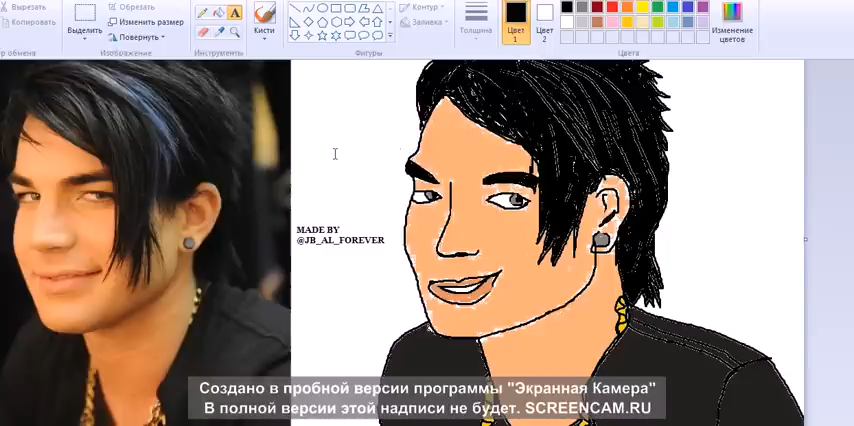 Вырезать
Копировать
р обмена
Выделить
Обрезать
Изменить размер
Повернуть
Изображение
Инструменты
Кисти
Контур
Заливка
Фигуры
Толщина
Цвет
1
Цвет
2
Цвета
Изменение
цветов
MADE BY
@JB_AL_FOREVER
Создано в пробной версии программы "Экранная Камера"
В полной версии этой надписи не будет. SCREENCAM.RU